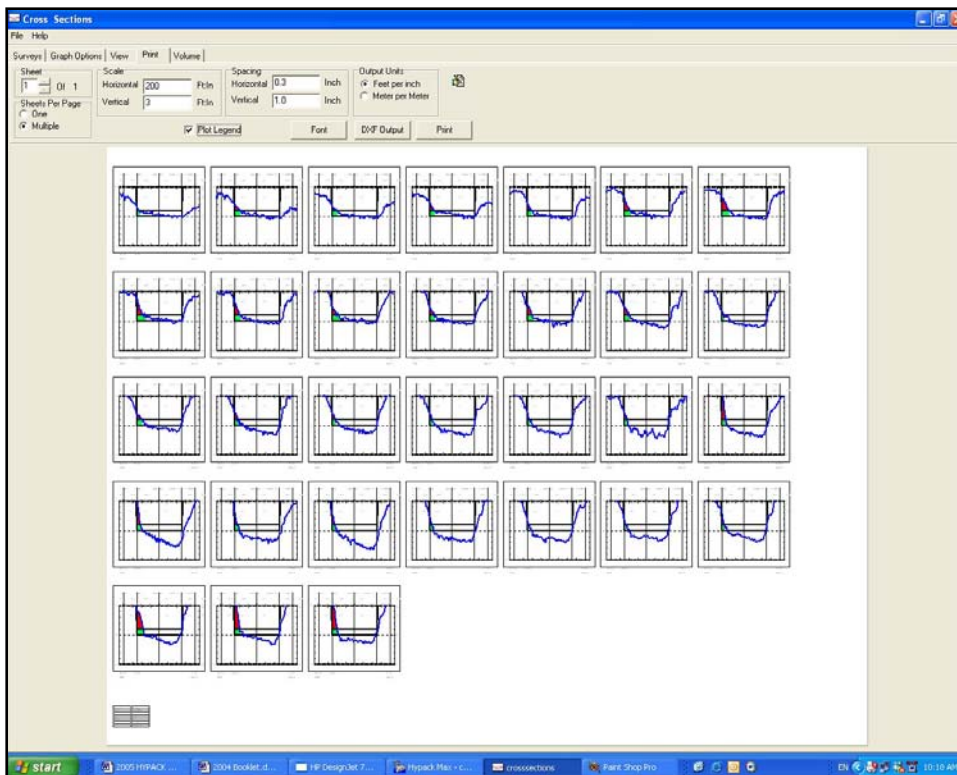 Cross Sections
File Help
Surveys Graph Options View Print Volume
Sheet
1 Of 1
Sheets Per Page
One
Multiple
Scale
Horizontal 200 Ft:In
Vertical 3 Ft:In
Spacing
Horizontal 0.3 Inch
Vertical 1.0 Inch
Output Units
Feet per inch
Meter per Meter
Plot Legend
Font
DXF Output
Print
start
2005 HYPACK ...
2004 Booklet.d...
HP DesignJet 7...
Hypack Max - c...
crosssections
Paint Shop Pro
EN
10:18 AM